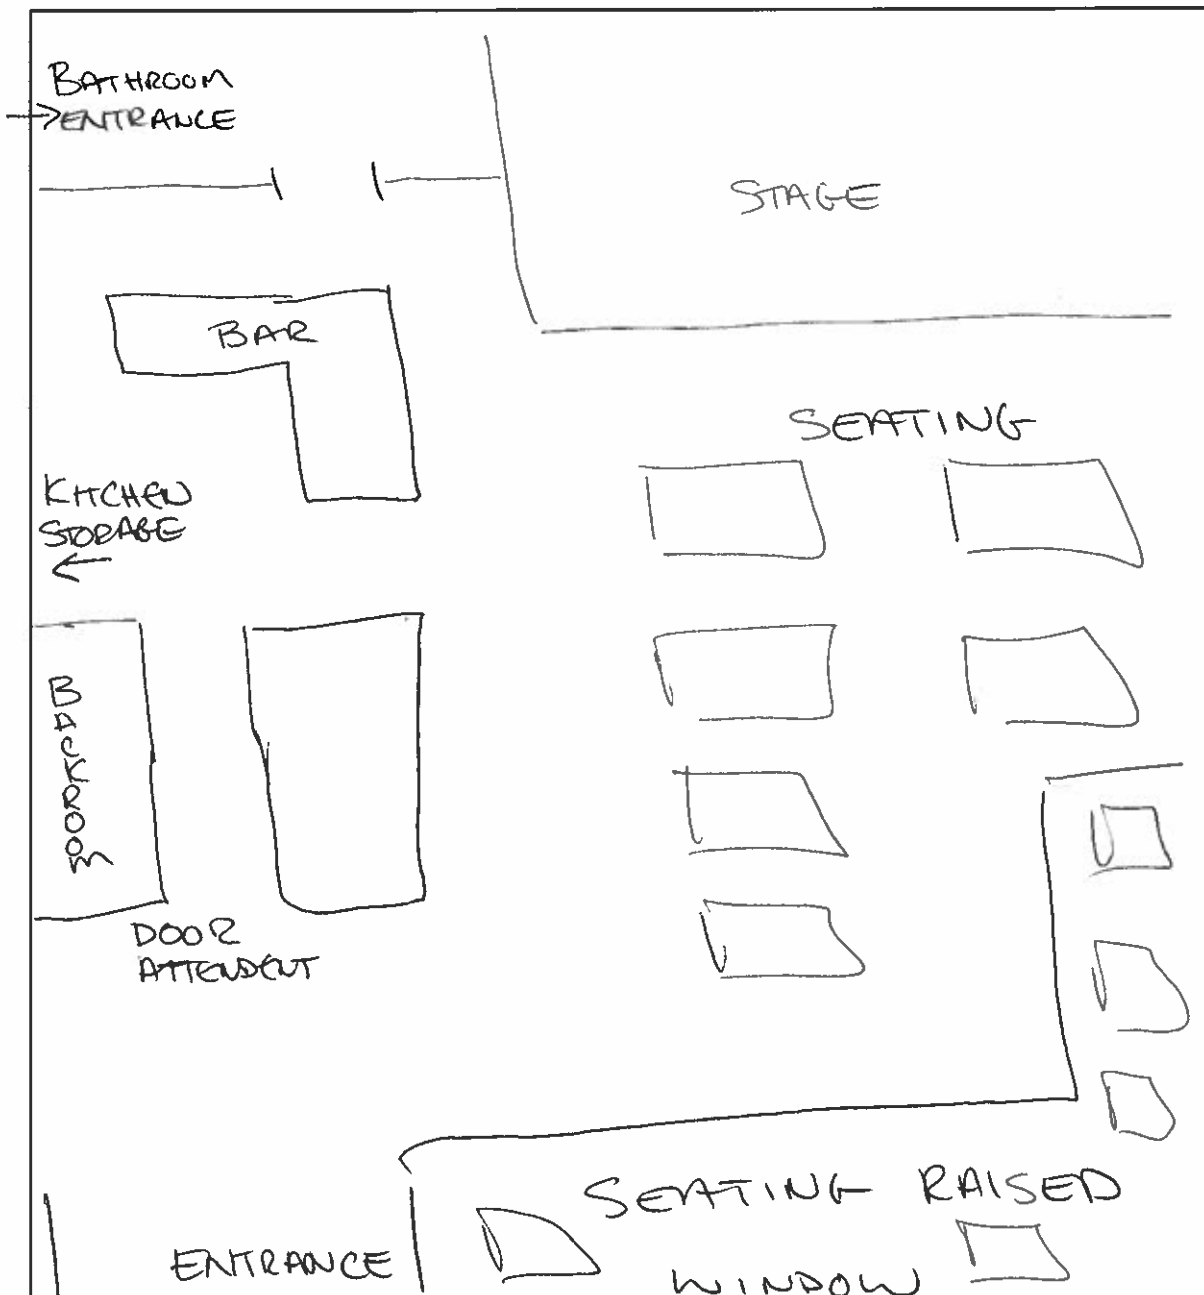 BATHROOM
ENTRANCE
STAGE
BAR
SEATING
KITCHEN
STORAGE
BACKROOM
DOOR
ATTENDENT
SEATING RAISED
ENTRANCE
WINDOW